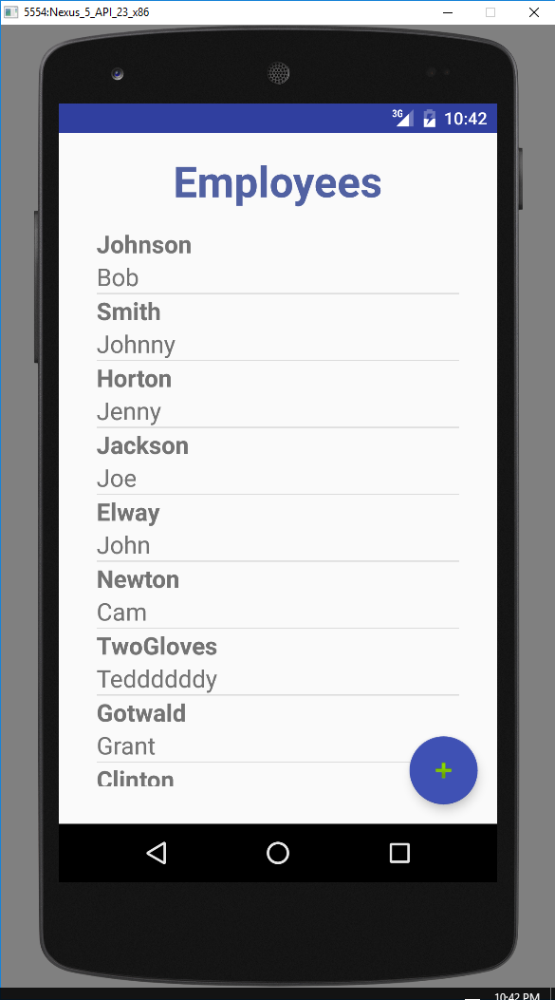 5554:Nexus_5_API_23_x86
3G 10:42
Employees
Johnson
Bob
Smith
Johnny
Horton
Jenny
Jackson
Joe
Elway
John
Newton
Cam
TwoGloves
Teddddddy
Gotwald
Grant
Clinton
+
10:42 PM